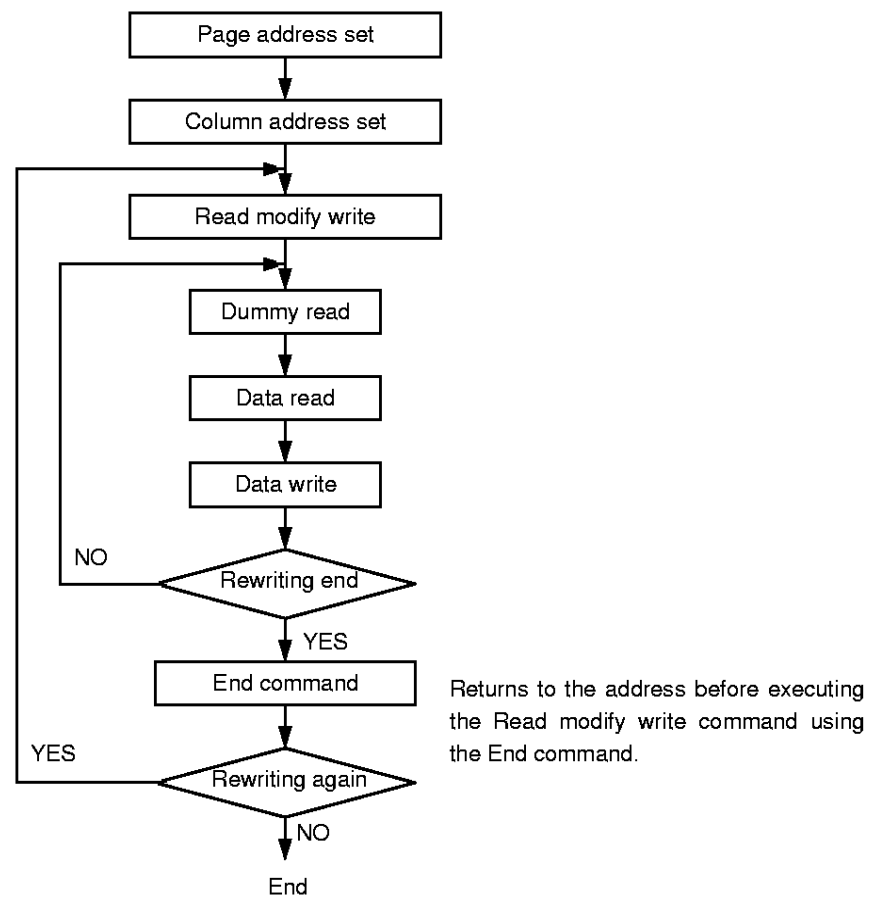 Page address set
Column address set
Read modify write
Dummy read
Data read
Data write
NO
Rewriting end
YES
End command
Returns to the address before executing
the Read modify write command using
the End command.
YES
Rewriting again
NO
End